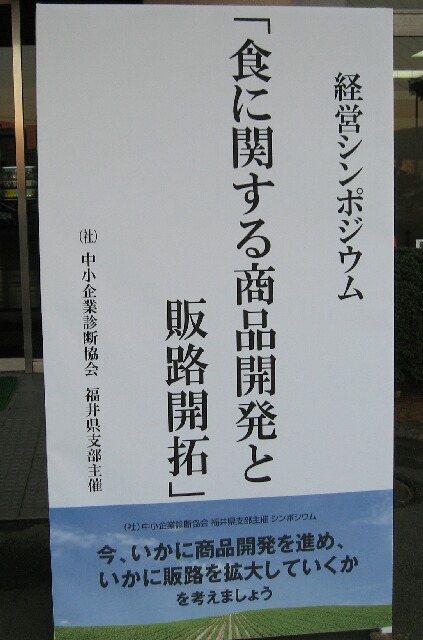 経営シンポジウム
「食に関する商品開発と
販路開拓」
(社) 中小企業診断協会 福井県支部主催
(社)中小企業診断協会 福井県支部主催 シンポジウム
今、いかに商品開発を進め、
いかに販路を拡大していくか
を考えましょう